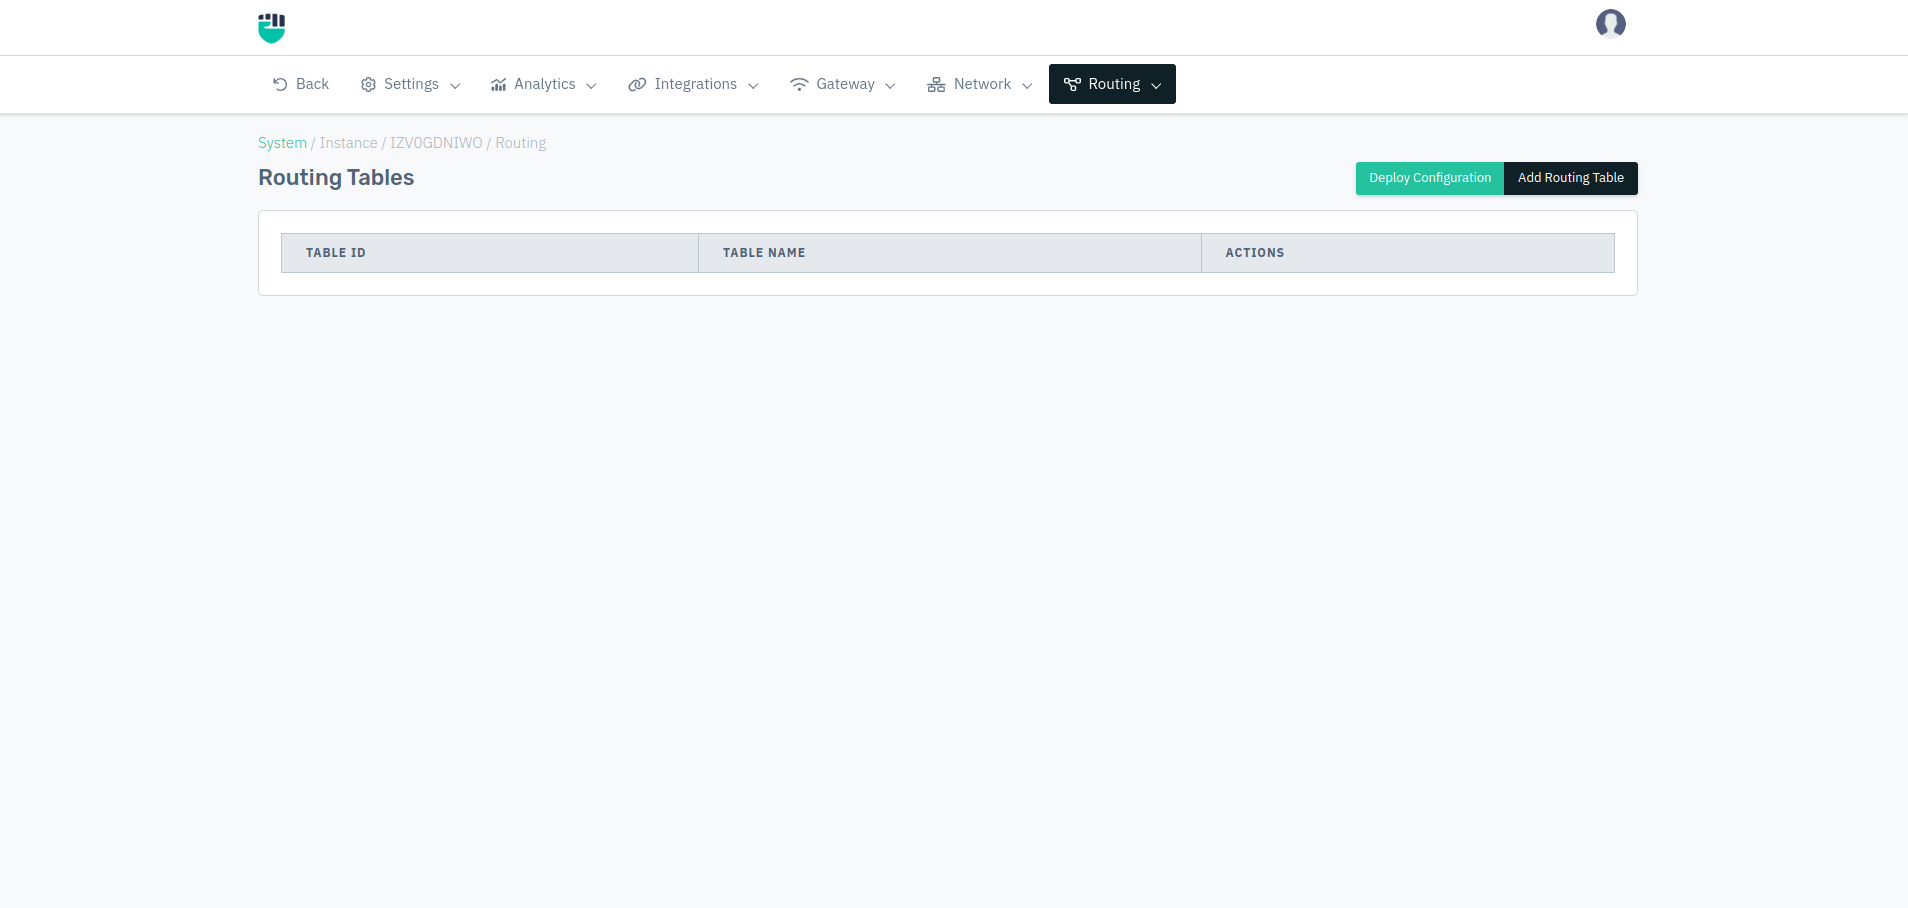 Back Settings Analytics Integrations Gateway Network Routing
System / Instance / IZV0GDNIWO / Routing
Routing Tables
Deploy Configuration Add Routing Table
TABLE ID TABLE NAME ACTIONS